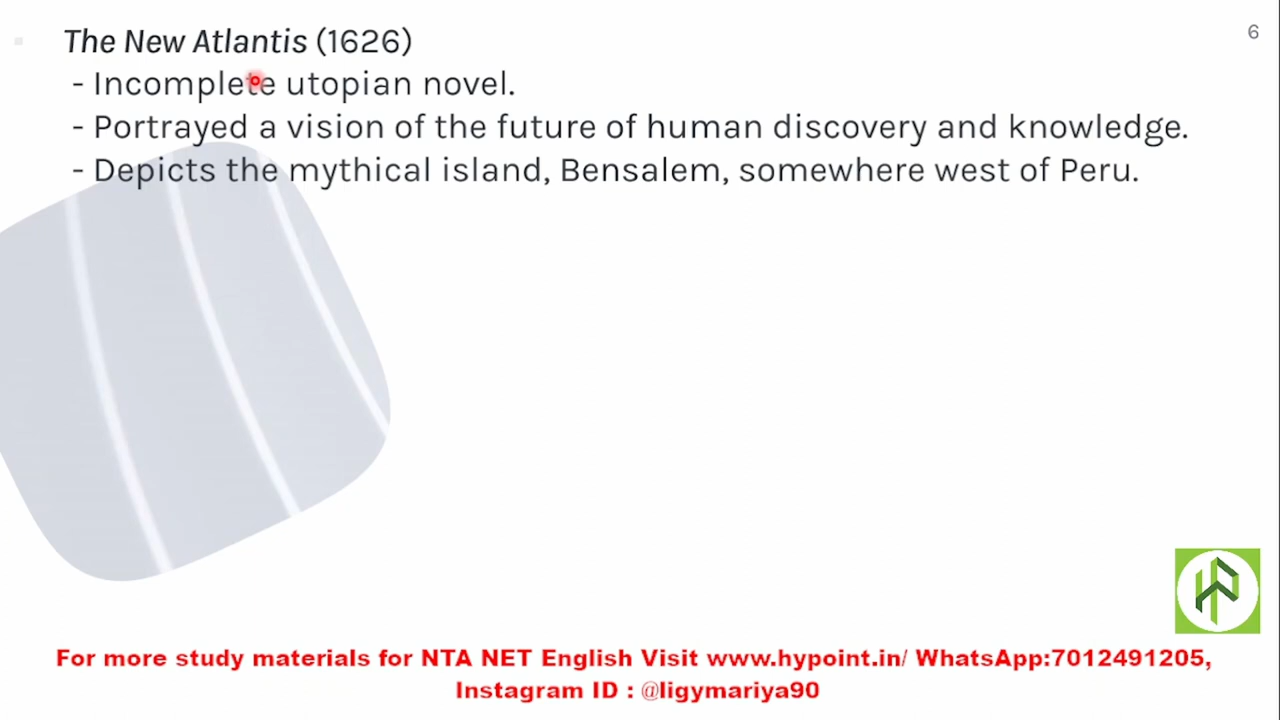 The New Atlantis (1626)
6
- Incomplete utopian novel.
- Portrayed a vision of the future of human discovery and knowledge.
- Depicts the mythical island, Bensalem, somewhere west of Peru.
For more study materials for NTA NET English Visit www.hypoint.in/ WhatsApp:7012491205,
Instagram ID : @ligymariya90